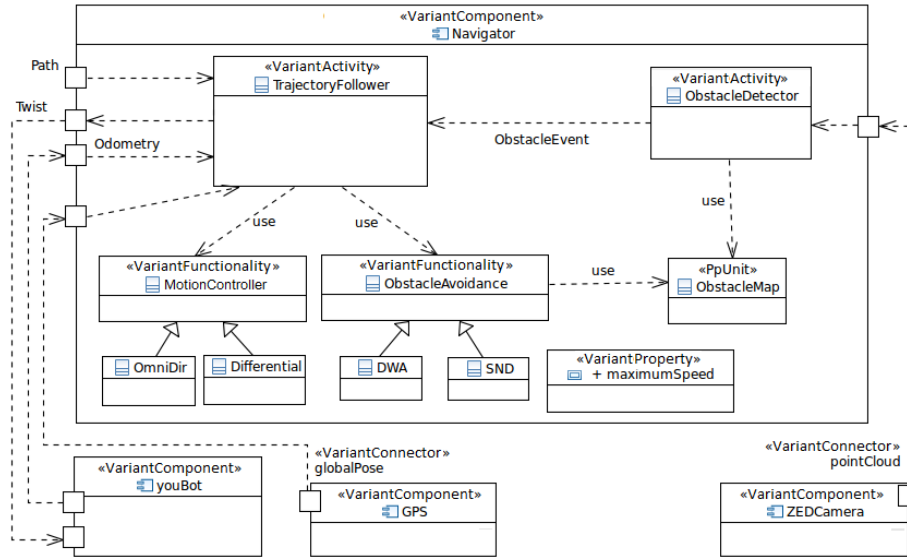 «VariantComponent»
Navigator
Path
«VariantActivity»
TrajectoryFollower
«VariantActivity»
ObstacleDetector
Twist
Odometry
ObstacleEvent
use
use
use
«VariantFunctionality»
MotionController
«VariantFunctionality»
ObstacleAvoidance
use
«PpUnit»
ObstacleMap
OmniDir
Differential
DWA
SND
«VariantProperty»
+ maximumSpeed
«VariantConnector»
globalPose
«VariantConnector»
pointCloud
«VariantComponent»
youBot
«VariantComponent»
GPS
«VariantComponent»
ZEDCamera